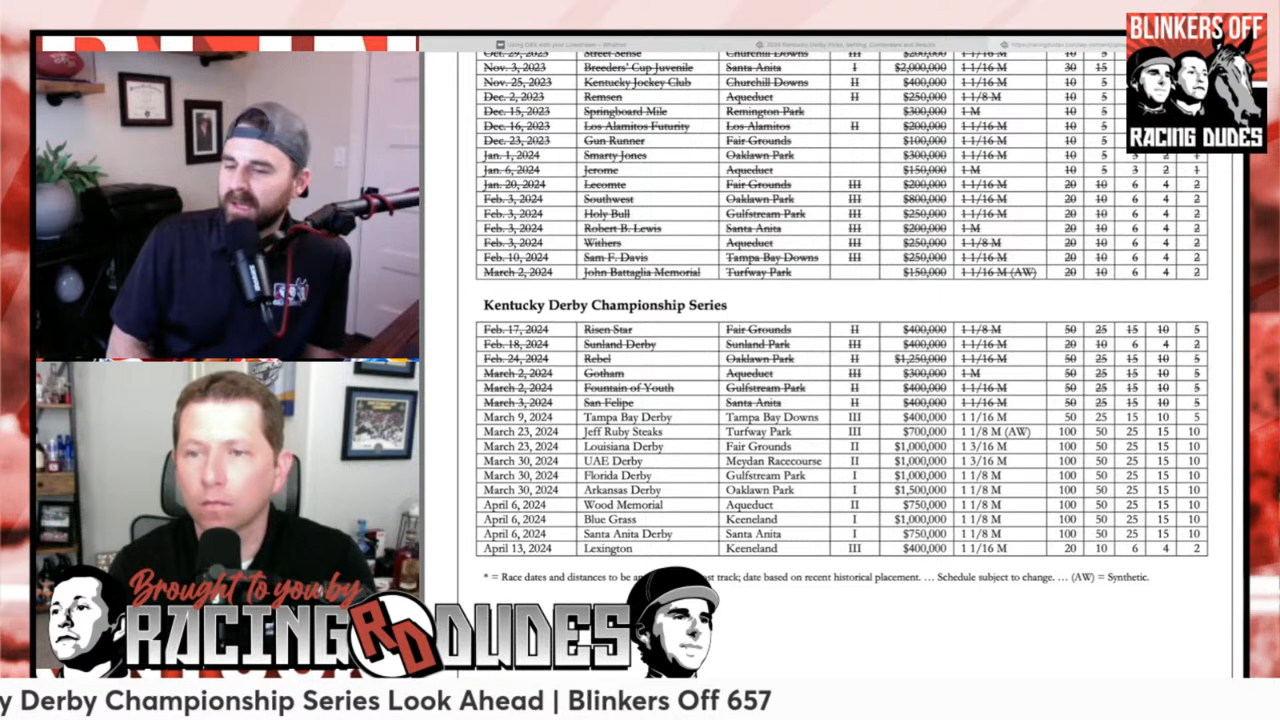 BLINKERS OFF
RACING DUDES
Oct. 29, 2023 Street Sense Churchill Downs III $200,000 1 1/16 M 10 5
Nov. 3, 2023 Breeders' Cup Juvenile Santa Anita I $2,000,000 1 1/16 M 30 15
Nov. 25, 2023 Kentucky Jockey Club Churchill Downs II $400,000 1 1/16 M 10 5
Dec. 2, 2023 Remsen Aqueduct II $250,000 1 1/8 M 10 5
Dec. 15, 2023 Springboard Mile Remington Park $300,000 1 M 10 5
Dec. 16, 2023 Los Alamitos Futurity Los Alamitos II $200,000 1 1/16 M 10 5
Dec. 23, 2023 Gun Runner Fair Grounds $100,000 1 1/16 M 10 5
Jan. 1, 2024 Smarty Jones Oaklawn Park $300,000 1 1/16 M 10 5 3 2 1
Jan. 6, 2024 Jerome Aqueduct $150,000 1 M 10 5 3 2 1
Jan. 20, 2024 Lecomte Fair Grounds III $200,000 1 1/16 M 20 10 6 4 2
Feb. 3, 2024 Southwest Oaklawn Park III $800,000 1 1/16 M 20 10 6 4 2
Feb. 3, 2024 Holy Bull Gulfstream Park III $250,000 1 1/16 M 20 10 6 4 2
Feb. 3, 2024 Robert B. Lewis Santa Anita III $200,000 1 M 20 10 6 4 2
Feb. 3, 2024 Withers Aqueduct III $250,000 1 1/8 M 20 10 6 4 2
Feb. 10, 2024 Sam F. Davis Tampa Bay Downs III $250,000 1 1/16 M 20 10 6 4 2
March 2, 2024 John Battaglia Memorial Turfway Park $150,000 1 1/16 M (AW) 20 10 6 4 2
Kentucky Derby Championship Series
Feb. 17, 2024 Risen Star Fair Grounds II $400,000 1 1/8 M 50 25 15 10 5
Feb. 18, 2024 Sunland Derby Sunland Park III $400,000 1 1/16 M 20 10 6 4 2
Feb. 24, 2024 Rebel Oaklawn Park II $1,250,000 1 1/16 M 50 25 15 10 5
March 2, 2024 Gotham Aqueduct III $300,000 1 M 50 25 15 10 5
March 2, 2024 Fountain of Youth Gulfstream Park II $400,000 1 1/16 M 50 25 15 10 5
March 3, 2024 San Felipe Santa Anita II $400,000 1 1/16 M 50 25 15 10 5
March 9, 2024 Tampa Bay Derby Tampa Bay Downs III $400,000 1 1/16 M 50 25 15 10 5
March 23, 2024 Jeff Ruby Steaks Turfway Park III $700,000 1 1/8 M (AW) 100 50 25 15 10
March 23, 2024 Louisiana Derby Fair Grounds II $1,000,000 1 3/16 M 100 50 25 15 10
March 30, 2024 UAE Derby Meydan Racecourse II $1,000,000 1 3/16 M 100 50 25 15 10
March 30, 2024 Florida Derby Gulfstream Park I $1,000,000 1 1/8 M 100 50 25 15 10
March 30, 2024 Arkansas Derby Oaklawn Park I $1,500,000 1 1/8 M 100 50 25 15 10
April 6, 2024 Wood Memorial Aqueduct II $750,000 1 1/8 M 100 50 25 15 10
April 6, 2024 Blue Grass Keeneland I $1,000,000 1 1/8 M 100 50 25 15 10
April 6, 2024 Santa Anita Derby Santa Anita I $750,000 1 1/8 M 100 50 25 15 10
April 13, 2024 Lexington Keeneland III $400,000 1 1/16 M 20 10 6 4 2
* = Race dates and distances to be an ost track; date based on recent historical placement. … Schedule subject to change. … (AW) = Synthetic.
Brought to you by
RACING RD DUDES
y Derby Championship Series Look Ahead | Blinkers Off 657